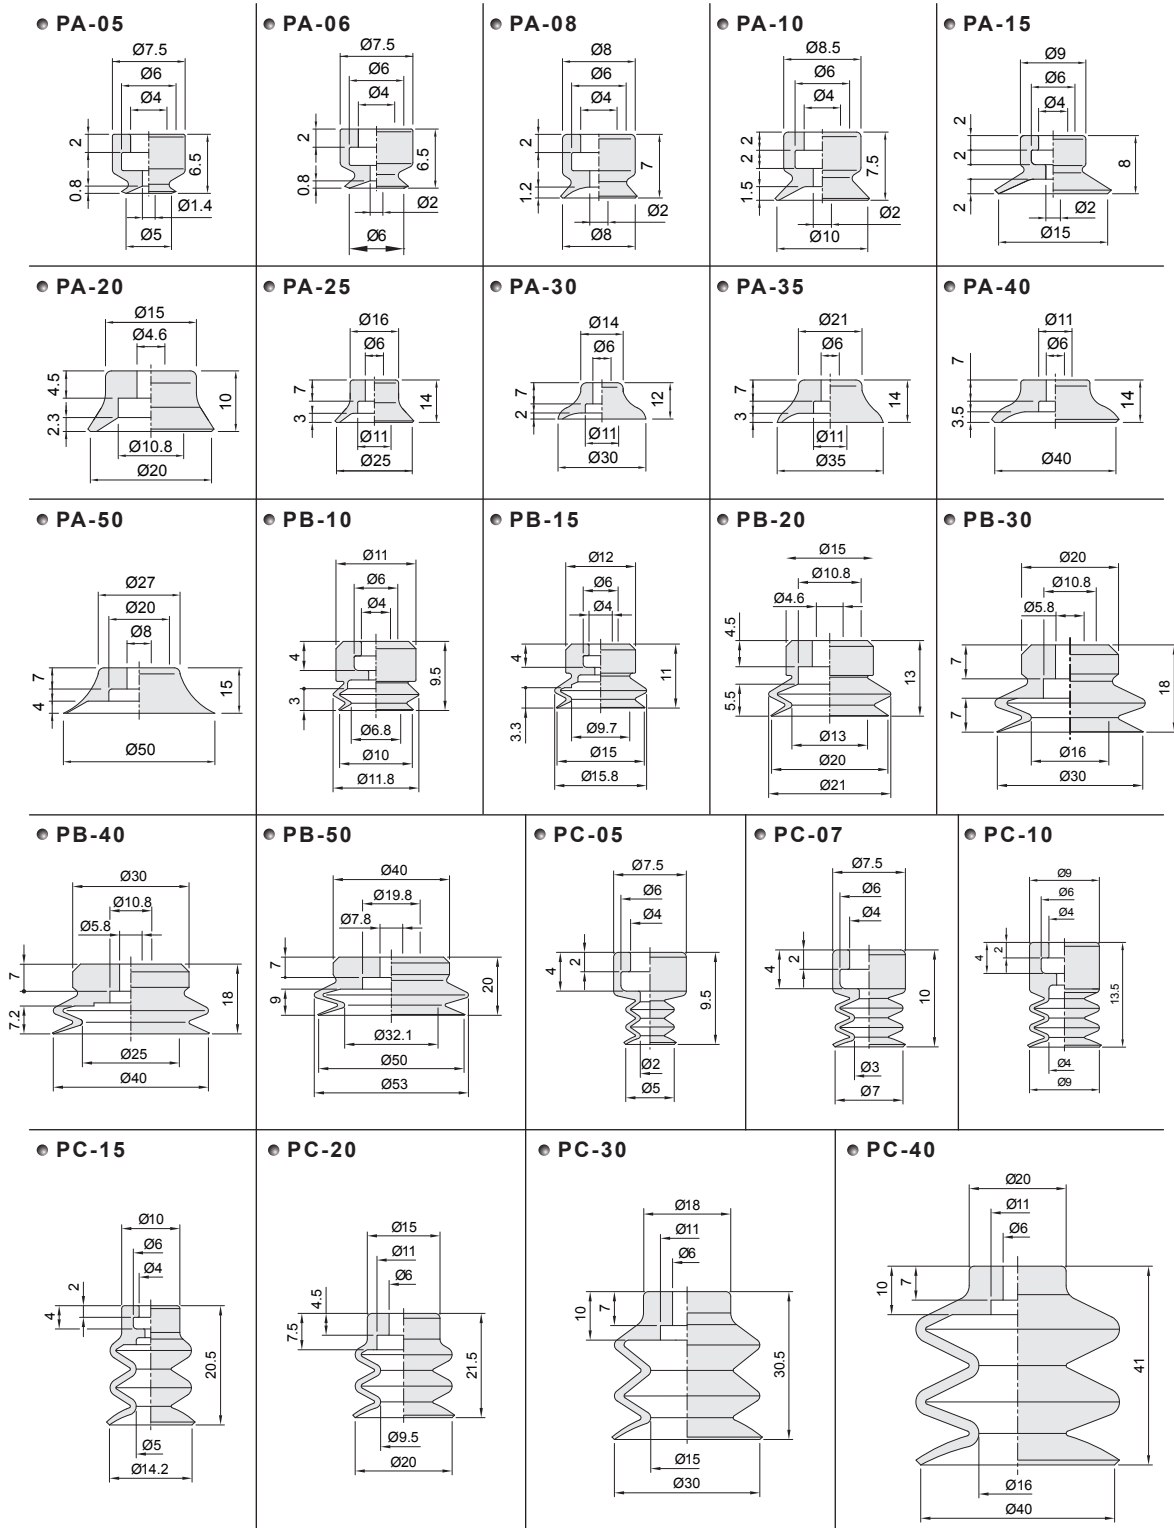 PA-05
Ø7.5
Ø6
Ø4
2
6.5
0.8
Ø1.4
Ø5
PA-06
Ø7.5
Ø6
Ø4
2
6.5
0.8
Ø2
Ø6
PA-08
Ø8
Ø6
Ø4
2
7
1.2
Ø2
Ø8
PA-10
Ø8.5
Ø6
Ø4
2
2
7.5
1.5
Ø2
Ø10
PA-15
Ø9
Ø6
Ø4
2
2
8
2
Ø2
Ø15
PA-20
Ø15
Ø4.6
4.5
10
2.3
Ø10.8
Ø20
PA-25
Ø16
Ø6
7
14
3
Ø11
Ø25
PA-30
Ø14
Ø6
7
12
2
Ø11
Ø30
PA-35
Ø21
Ø6
7
14
3
Ø11
Ø35
PA-40
Ø11
Ø6
7
14
3.5
Ø40
PA-50
Ø27
Ø20
Ø8
7
15
4
Ø50
PB-10
Ø11
Ø6
Ø4
4
9.5
3
Ø6.8
Ø10
Ø11.8
PB-15
Ø12
Ø6
Ø4
4
11
3.3
Ø9.7
Ø15
Ø15.8
PB-20
Ø15
Ø10.8
Ø4.6
4.5
13
5.5
Ø13
Ø20
Ø21
PB-30
Ø20
Ø10.8
Ø5.8
7
18
7
Ø16
Ø30
PB-40
Ø30
Ø10.8
Ø5.8
7
18
7.2
Ø25
Ø40
PB-50
Ø40
Ø19.8
Ø7.8
7
20
9
Ø32.1
Ø50
Ø53
PC-05
Ø7.5
Ø6
Ø4
4
2
9.5
Ø2
Ø5
PC-07
Ø7.5
Ø6
Ø4
4
2
10
Ø3
Ø7
PC-10
Ø9
Ø6
Ø4
4
2
13.5
Ø4
Ø9
PC-15
Ø10
Ø6
Ø4
2
4
20.5
Ø5
Ø14.2
PC-20
Ø15
Ø11
Ø6
4.5
7.5
21.5
Ø9.5
Ø20
PC-30
Ø18
Ø11
Ø6
10
7
30.5
Ø15
Ø30
PC-40
Ø20
Ø11
Ø6
10
7
41
Ø16
Ø40